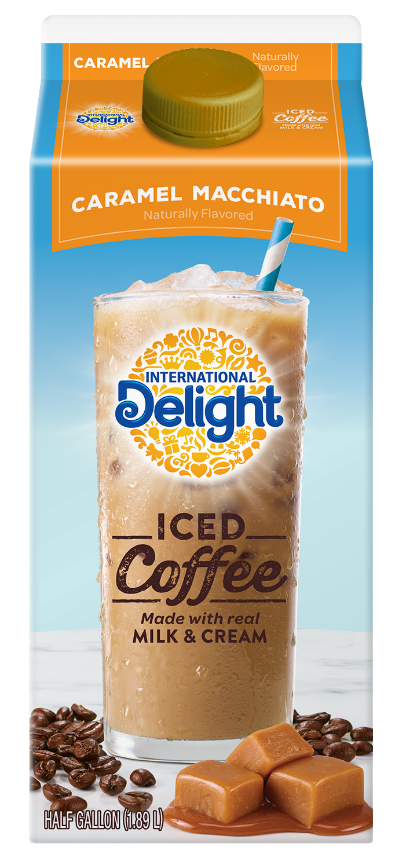 CARAMEL
Naturally
Flavored
INTERNATIONAL
Delight
ICED
Coffee
MILK & CREAM
CARAMEL MACCHIATO
Naturally Flavored
INTERNATIONAL
Delight
ICED
Coffee
Made with real
MILK & CREAM
HALF GALLON (1.89 L)